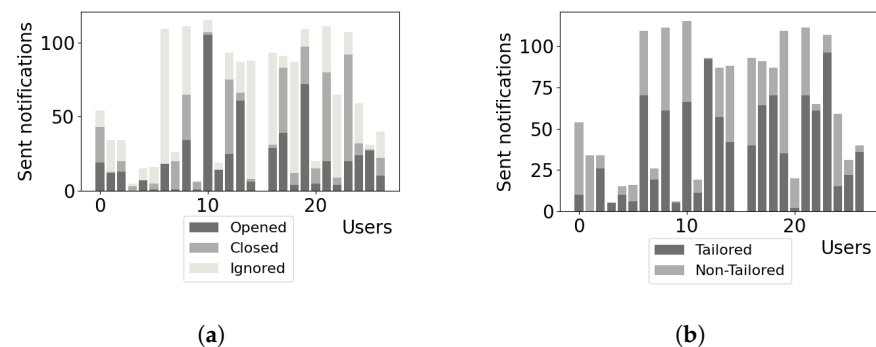 Sent notifications
100
50
0
0
10
20
Users
Opened
Closed
Ignored
(a)
Sent notifications
100
75
50
25
0
0
10
20
Users
Tailored
Non-Tailored
(b)